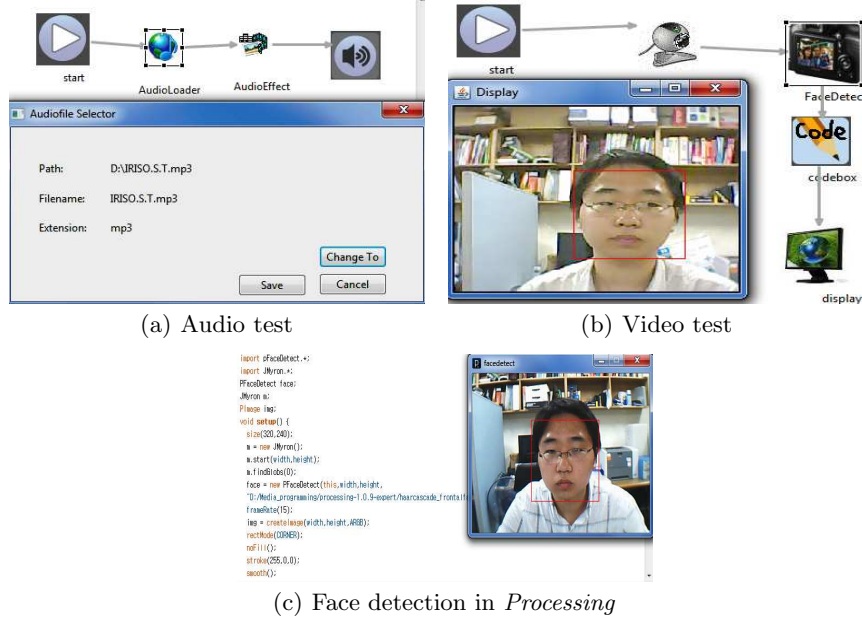 start
AudioLoader
AudioEffect
Audiofile Selector
Path: D:\IRISO.S.T.mp3
Filename: IRISO.S.T.mp3
Extension: mp3
Change To
Save Cancel
(a) Audio test
start
Display
FaceDetec
Code
codebox
display
(b) Video test
import pFaceDetect.*;
import JMyron.*;
PFaceDetect face;
JMyron m;
PImage img;
void setup() {
size(320,240);
m = new JMyron();
m.start(width,height);
m.findBlobs(0);
face = new PFaceDetect(this,width,height,
"D:/Media_programming/processing-1.0.9-expert/haarcascade_frontalfa
frameRate(15);
img = createImage(width,height,ARGB);
rectMode(CORNER);
noFill();
stroke(255,0,0);
smooth();
facedetect
(c) Face detection in Processing